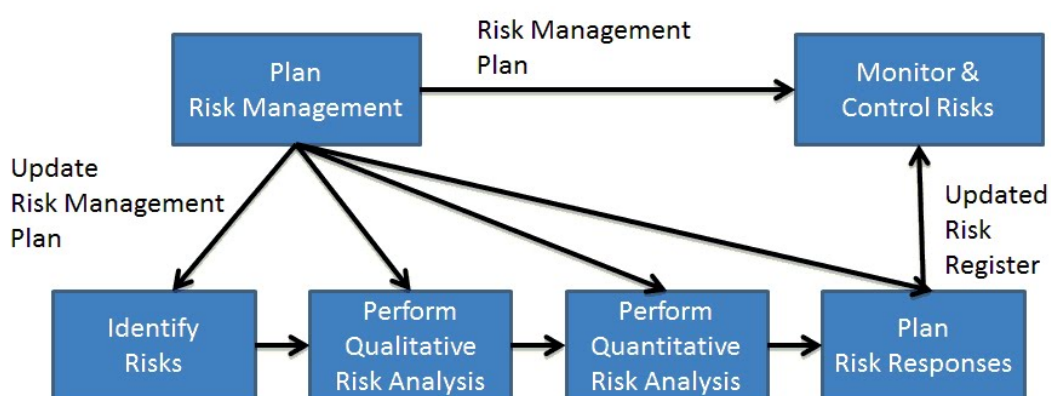 Plan
Risk Management
Risk Management
Plan
Monitor &
Control Risks
Update
Risk Management
Plan
Updated
Risk
Register
Identify
Risks
Perform
Qualitative
Risk Analysis
Perform
Quantitative
Risk Analysis
Plan
Risk Responses